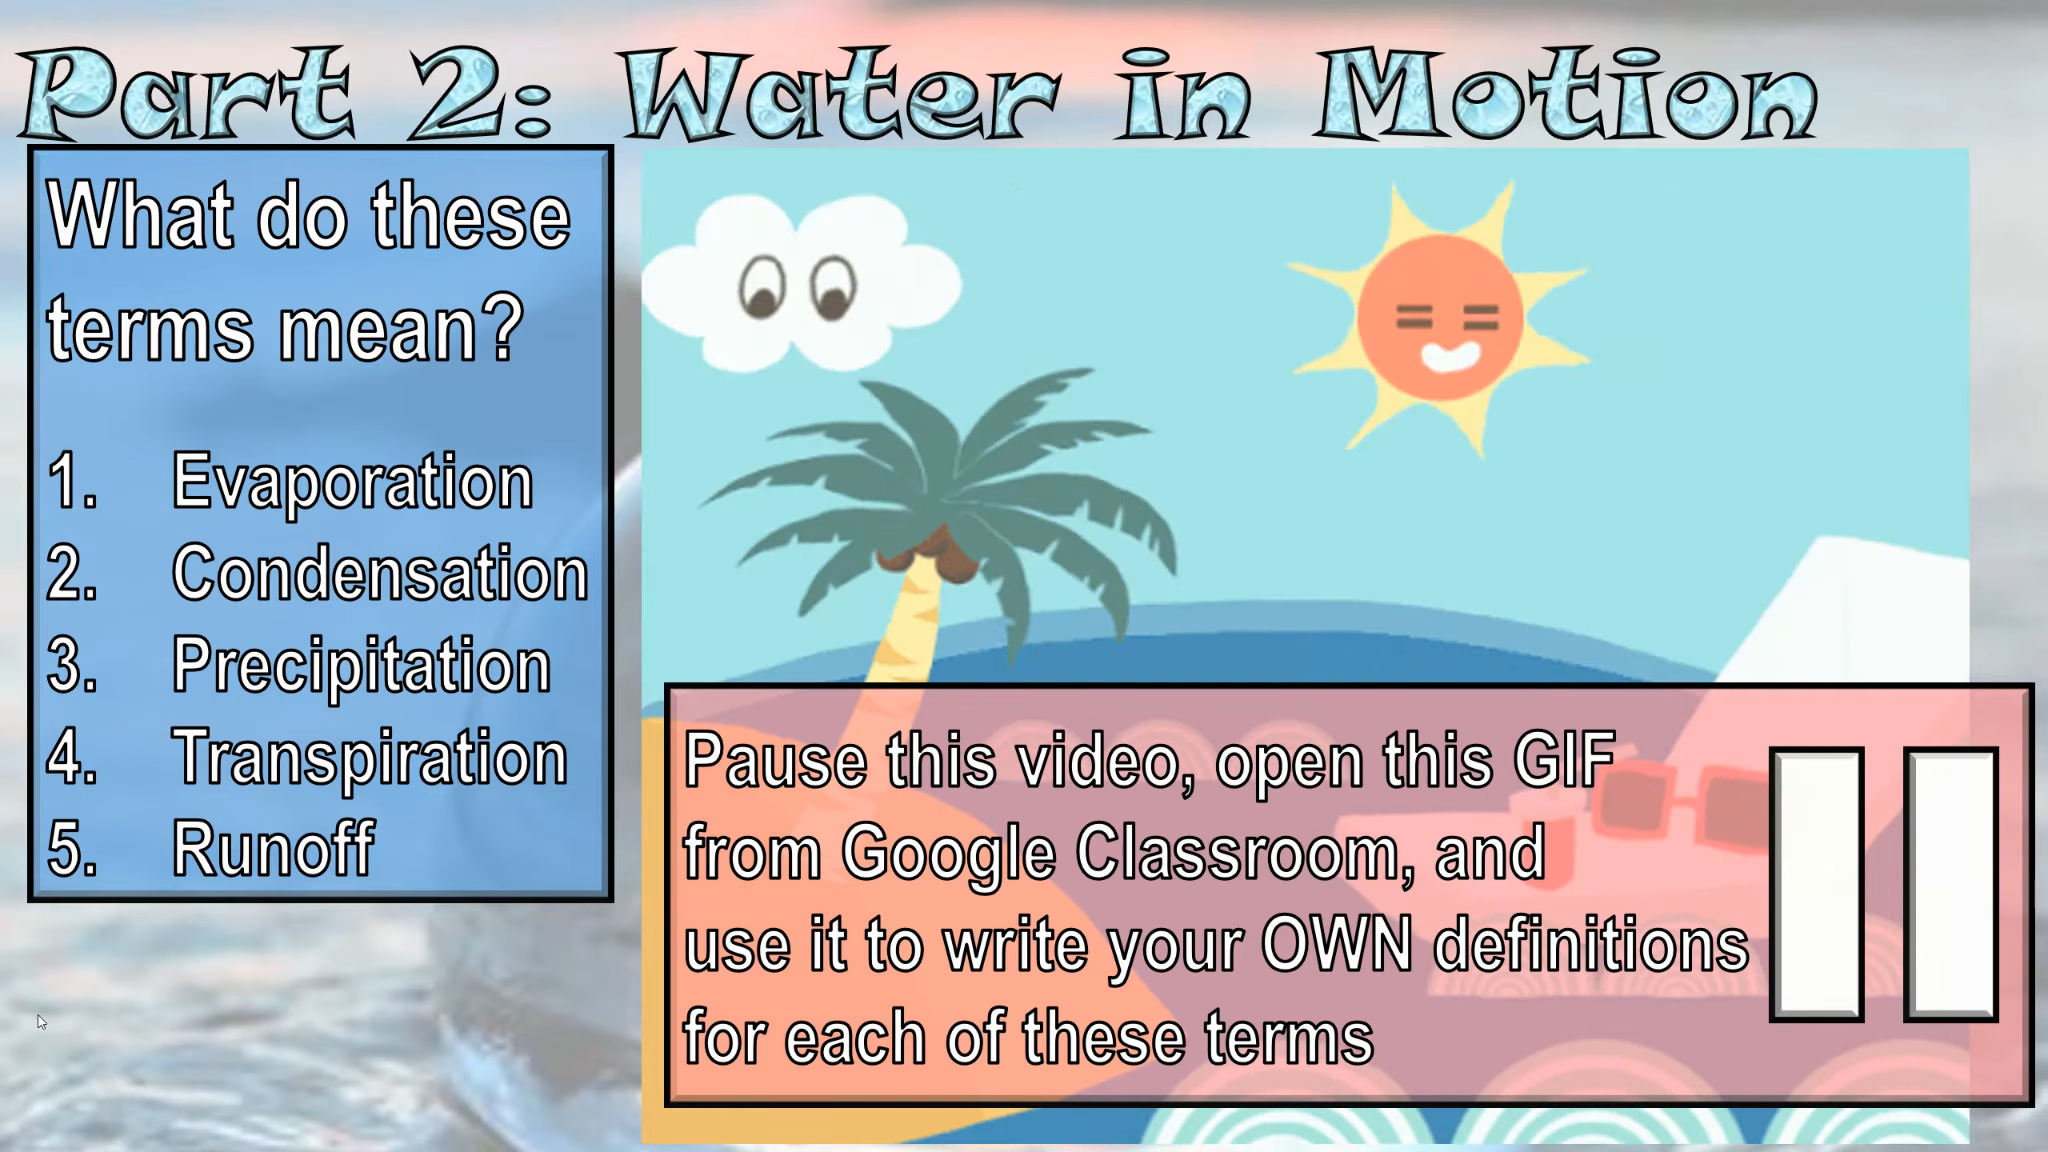 Part 2: Water in Motion
What do these
terms mean?
1. Evaporation
2. Condensation
3. Precipitation
4. Transpiration
5. Runoff
Pause this video, open this GIF
from Google Classroom, and
use it to write your OWN definitions
for each of these terms